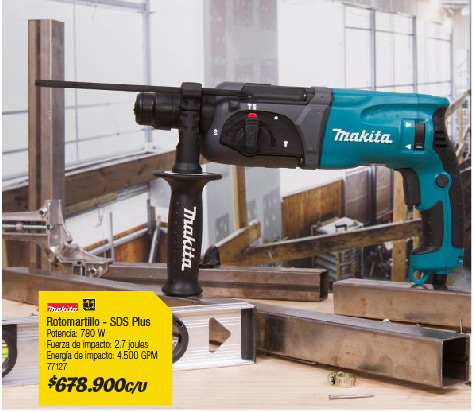 Makita
Makita
TS
Makita
Rotomartillo - SDS Plus
Potencia: 780 W
Fuerza de impacto: 2.7 joules
Energía de impacto: 4.500 GPM
77127
$678.900C/U